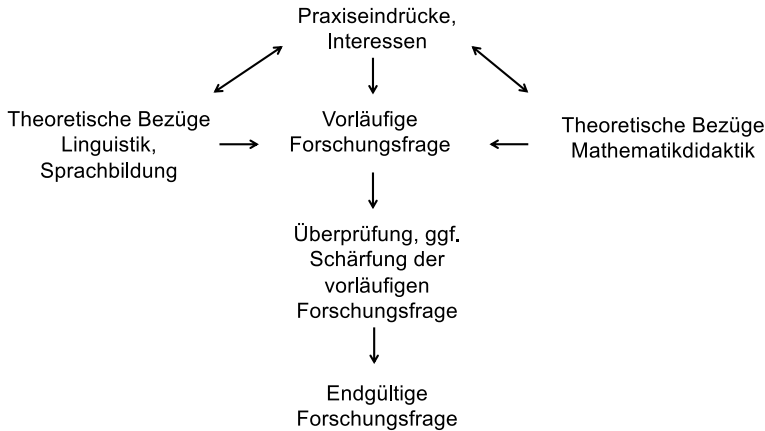 Praxiseindrücke,
Interessen
Theoretische Bezüge
Linguistik,
Sprachbildung
Vorläufige
Forschungsfrage
Theoretische Bezüge
Mathematikdidaktik
Überprüfung, ggf.
Schärfung der
vorläufigen
Forschungsfrage
Endgültige
Forschungsfrage